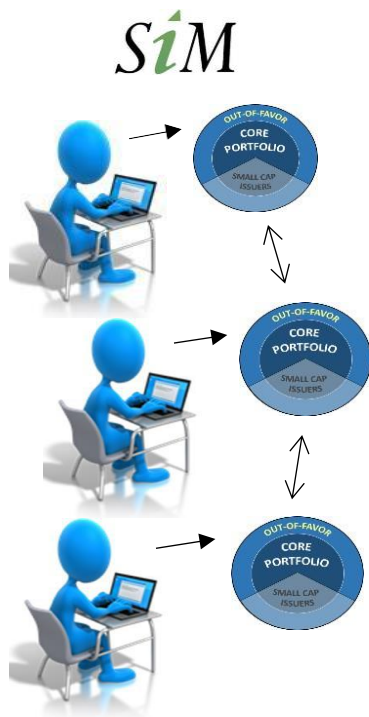 SiM
OUT-OF-FAVOR
CORE
PORTFOLIO
SMALL CAP
ISSUERS
OUT-OF-FAVOR
CORE
PORTFOLIO
SMALL CAP
ISSUERS
OUT-OF-FAVOR
CORE
PORTFOLIO
SMALL CAP
ISSUERS